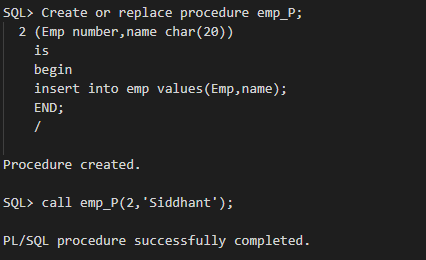 SQL> Create or replace procedure emp_P;
2 (Emp number,name char(20))
is
begin
insert into emp values(Emp,name);
END;
/
Procedure created.
SQL> call emp_P(2,'Siddhant');
PL/SQL procedure successfully completed.